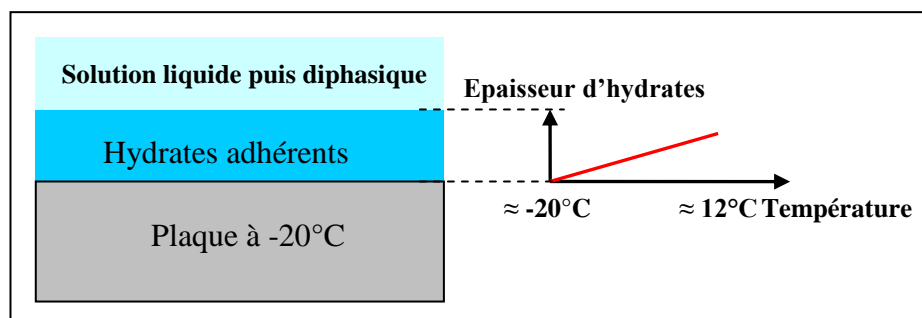 Solution liquide puis diphasique
Epaisseur d’hydrates
Hydrates adhérents
≈ -20°C
≈ 12°C Température
Plaque à -20°C